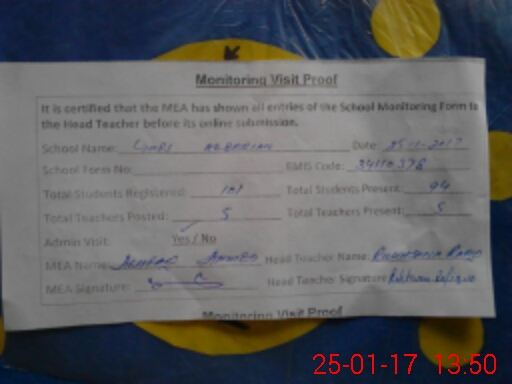 Monitoring Visit Proof
It is certified that the MEA has shown all entries of the School Monitoring Form to
the Head Teacher before its online submission.
School Name: Date: 25-1-2017
School Form No: EMIS Code: 34110378
Total Students Registered: 101 Total Students Present: 94
Total Teachers Posted: 5 Total Teachers Present: 5
Admin Visit: Yes / No
MEA Name: Head Teacher Name:
MEA Signature: Head Teacher Signature
Monitoring Visit Proof
25-01-17 13:50